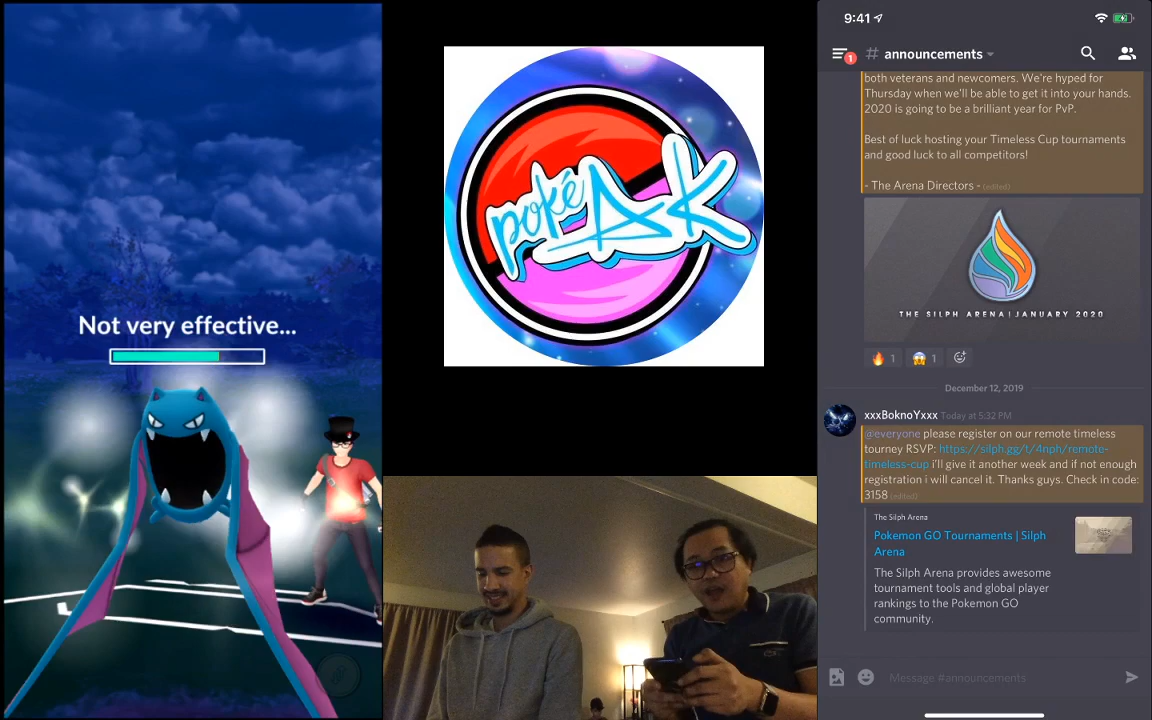 Not very effective...
poké AK
9:41
1
# announcements
both veterans and newcomers. We're hyped for
Thursday when we'll be able to get it into your hands.
2020 is going to be a brilliant year for PvP.
Best of luck hosting your Timeless Cup tournaments
and good luck to all competitors!
- The Arena Directors - (edited)
THE SILPH ARENA | JANUARY 2020
1 1
December 12, 2019
xxxBoknoYxxx Today at 5:32 PM
@everyone please register on our remote timeless
tourney RSVP: https://silph.gg/t/4nph/remote-
timeless-cup i'll give it another week and if not enough
registration i will cancel it. Thanks guys. Check in code:
3158 (edited)
The Silph Arena
Pokemon GO Tournaments | Silph
Arena
The Silph Arena provides awesome
tournament tools and global player
rankings to the Pokemon GO
community.
Message #announcements